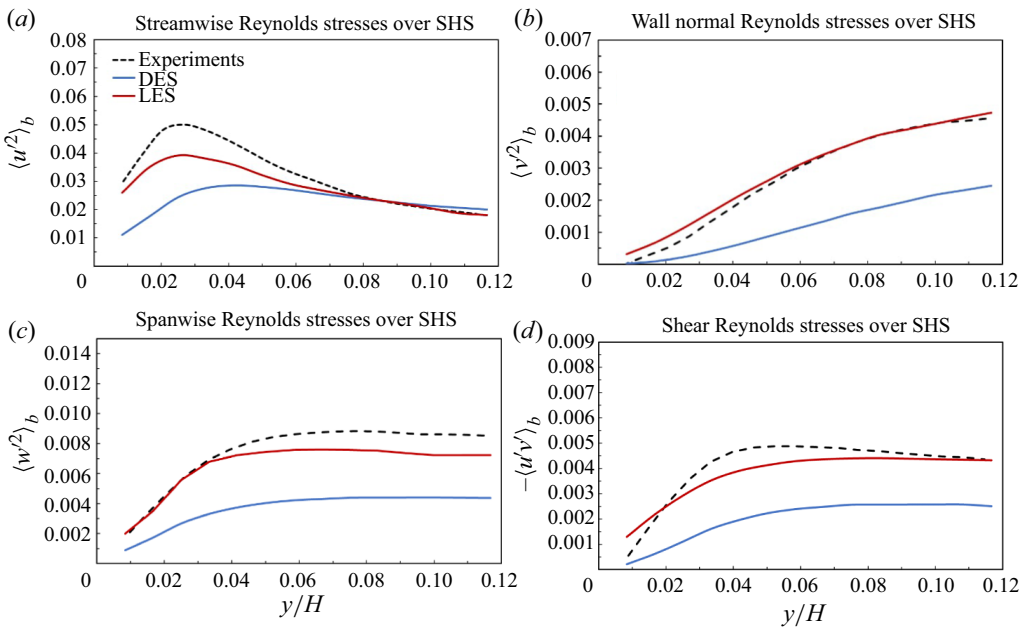 (a)
Streamwise Reynolds stresses over SHS
0.08
0.07
0.06
0.05
0.04
0.03
0.02
0.01
⟨u′²⟩b
Experiments
DES
LES
0 0.02 0.04 0.06 0.08 0.10 0.12
(b)
Wall normal Reynolds stresses over SHS
0.007
0.006
0.005
0.004
0.003
0.002
0.001
⟨v′²⟩b
0 0.02 0.04 0.06 0.08 0.10 0.12
(c)
Spanwise Reynolds stresses over SHS
0.014
0.012
0.010
0.008
0.006
0.004
0.002
⟨w′²⟩b
0 0.02 0.04 0.06 0.08 0.10 0.12
y/H
(d)
Shear Reynolds stresses over SHS
0.009
0.008
0.007
0.006
0.005
0.004
0.003
0.002
0.001
−⟨u′v′⟩b
0 0.02 0.04 0.06 0.08 0.10 0.12
y/H